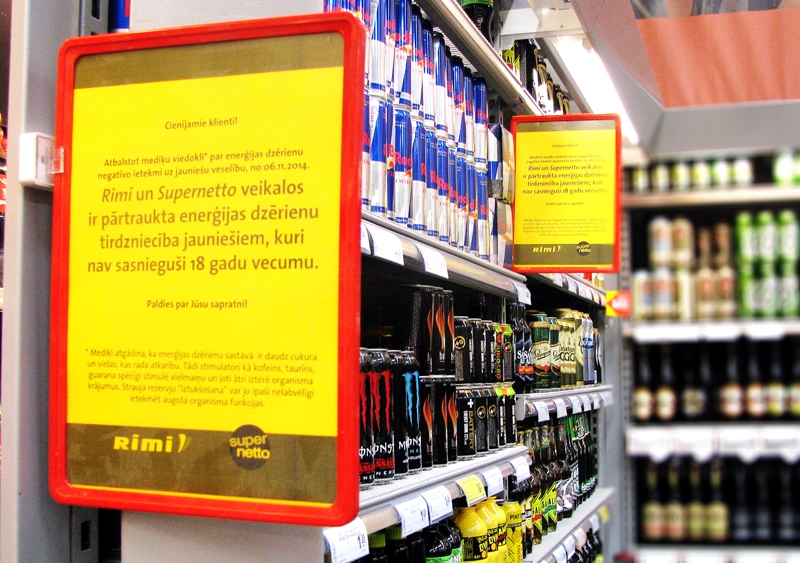 Cienījamie klienti!
Atbalstot mediķu viedokli* par enerģijas dzērienu
negatīvo ietekmi uz jauniešu veselību, no 06.11.2014.
Rimi un Supernetto veikalos
ir pārtraukta enerģijas dzērienu
tirdzniecība jauniešiem, kuri
nav sasnieguši 18 gadu vecumu.
Paldies par Jūsu sapratni!
* Mediķi atgādina, ka enerģijas dzērienu sastāvā ir daudz cukura
un vielas, kas rada atkarību. Tādi stimulatori kā kofeīns, taurīns,
guarana spēcīgi stimulē vielmaiņu un ļoti ātri iztērē organisma
krājumus. Strauja rezervju "iztukšošana" var jo īpaši nelabvēlīgi
ietekmēt augoša organisma funkcijas.
Rimi
super
netto
Rimi un Supernetto veikalos
ir pārtraukta enerģijas dzērienu
tirdzniecība jauniešiem, kuri
nav sasnieguši 18 gadu vecumu.
Rimi
super
netto
BATTERY